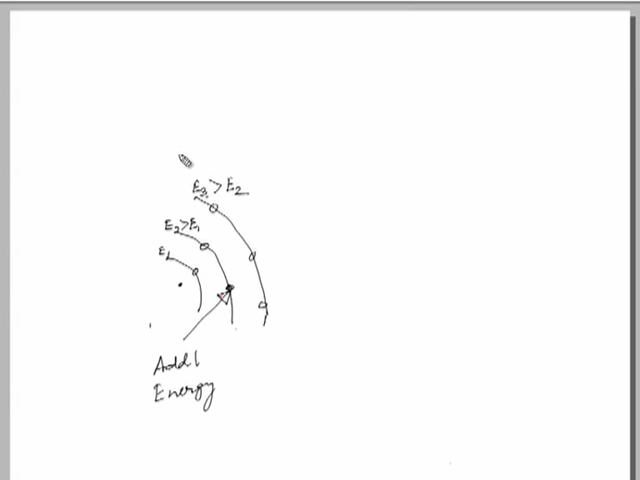 E₃ > E₂
E₂>E₁
E₁
Addl
Energy